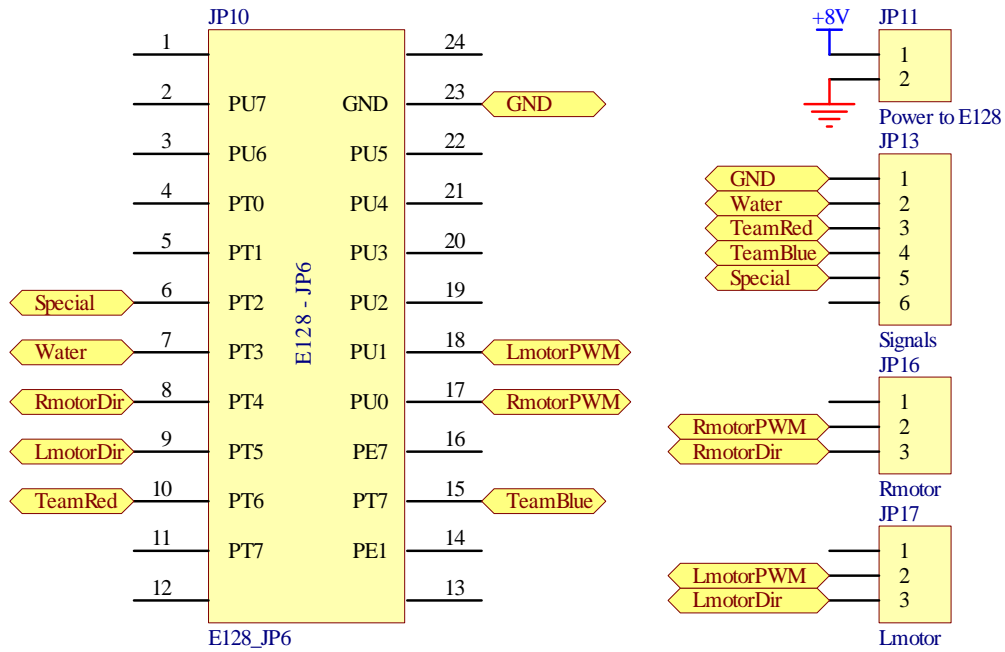 JP10
1 24
2 PU7 GND 23 GND
3 PU6 PU5 22
4 PT0 PU4 21
5 PT1 PU3 20
Special 6 PT2 PU2 19
Water 7 PT3 PU1 18 LmotorPWM
RmotorDir 8 PT4 PU0 17 RmotorPWM
LmotorDir 9 PT5 PE7 16
TeamRed 10 PT6 PT7 15 TeamBlue
11 PT7 PE1 14
12 13
E128 - JP6
E128_JP6
+8V JP11
1
2
Power to E128
JP13
GND 1
Water 2
TeamRed 3
TeamBlue 4
Special 5
6
Signals
JP16
1
RmotorPWM 2
RmotorDir 3
Rmotor
JP17
1
LmotorPWM 2
LmotorDir 3
Lmotor